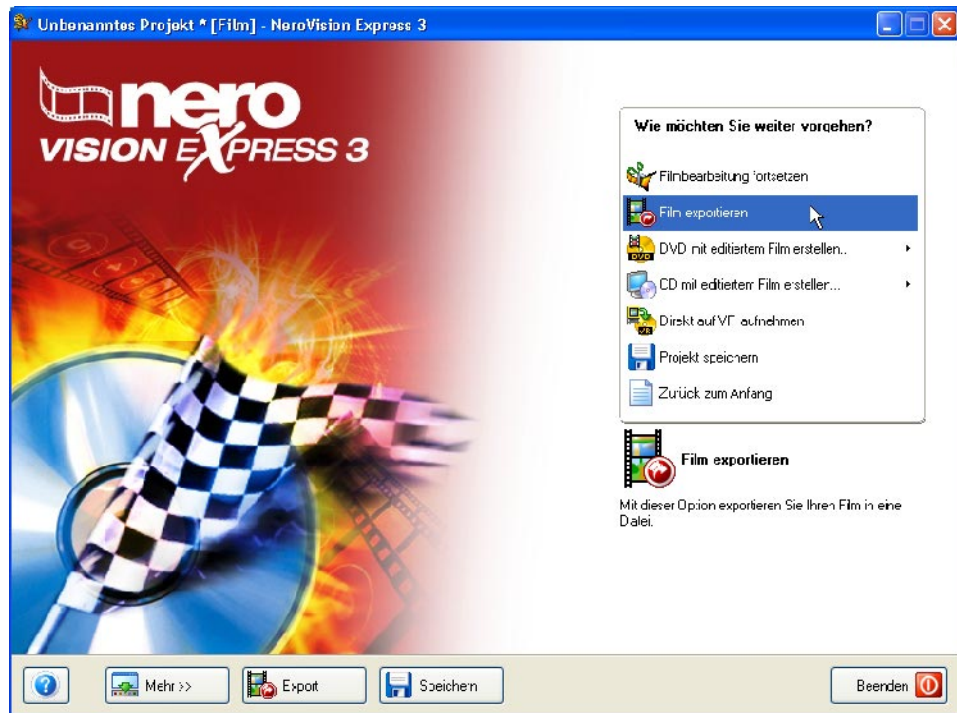 Unbenanntes Projekt * [Film] - NeroVision Express 3
nero
VISION EXPRESS 3
Wie möchten Sie weiter vorgehen?
Filmbearbeitung fortsetzen
Film exportieren
DVD mit editiertem Film erstellen..
CD mit editiertem Film erstellen...
Direkt auf VR aufnehmen
Projekt speichern
Zurück zum Anfang
Film exportieren
Mit dieser Option exportieren Sie Ihren Film in eine
Datei.
Mehr >>
Export
Speichern
Beenden